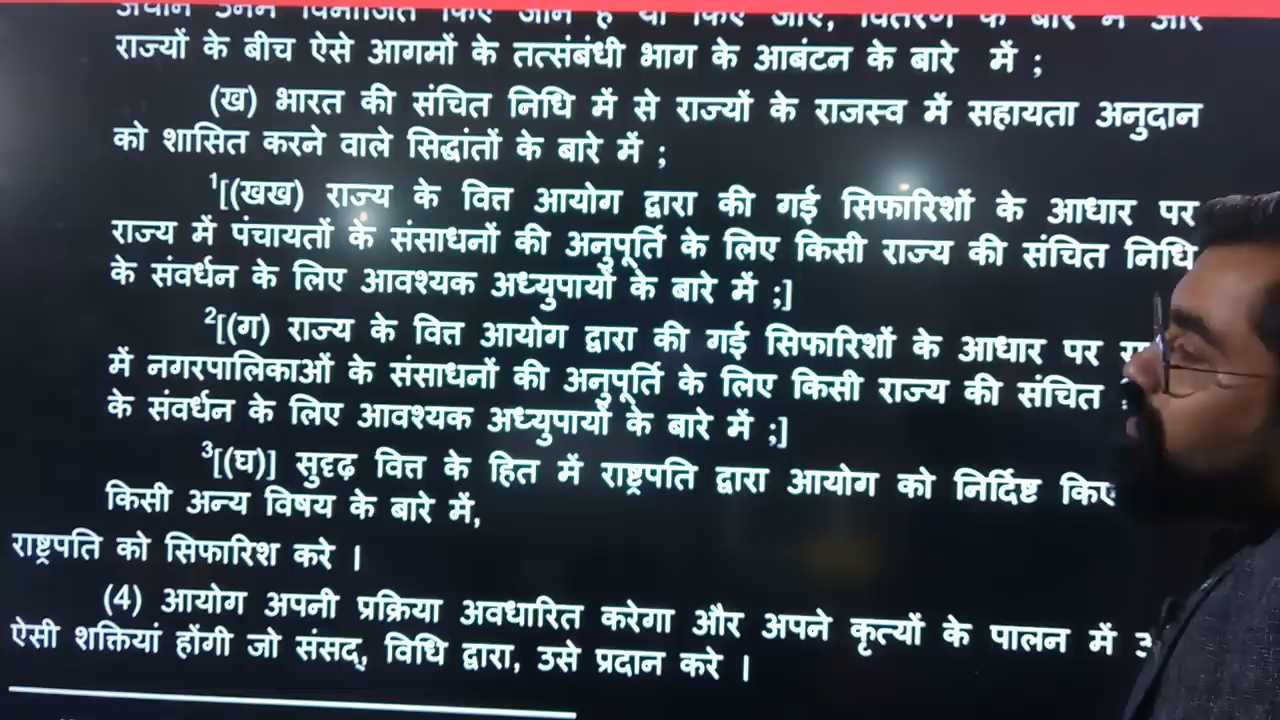 राज्यों के बीच ऐसे आगमों के तत्संबंधी भाग के आबंटन के बारे में ;
(ख) भारत की संचित निधि में से राज्यों के राजस्व में सहायता अनुदान
को शासित करने वाले सिद्धांतों के बारे में ;
¹[(खख) राज्य के वित्त आयोग द्वारा की गई सिफारिशों के आधार पर
राज्य में पंचायतों के संसाधनों की अनुपूर्ति के लिए किसी राज्य की संचित निधि
के संवर्धन के लिए आवश्यक अध्युपायों के बारे में ;]
²[(ग) राज्य के वित्त आयोग द्वारा की गई सिफारिशों के आधार पर
में नगरपालिकाओं के संसाधनों की अनुपूर्ति के लिए किसी राज्य की संचित
के संवर्धन के लिए आवश्यक अध्युपायों के बारे में ;]
³[(घ)] सुदृढ़ वित्त के हित में राष्ट्रपति द्वारा आयोग को निर्दिष्ट किए
किसी अन्य विषय के बारे में,
राष्ट्रपति को सिफारिश करे ।
(4) आयोग अपनी प्रक्रिया अवधारित करेगा और अपने कृत्यों के पालन में
ऐसी शक्तियां होंगी जो संसद्, विधि द्वारा, उसे प्रदान करे ।